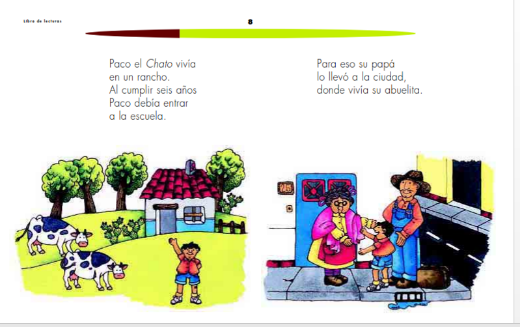 Libro de lecturas
8
Paco el Chato vivía
en un rancho.
Al cumplir seis años
Paco debía entrar
a la escuela.
Para eso su papá
lo llevó a la ciudad,
donde vivía su abuelita.